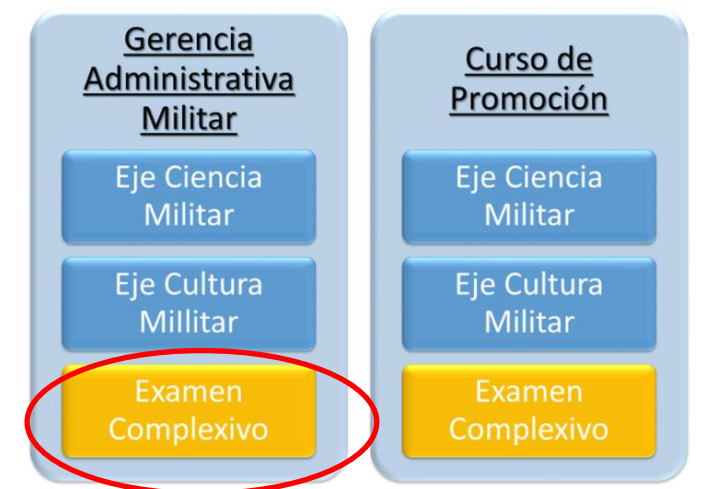 Gerencia
Administrativa
Militar
Eje Ciencia
Militar
Eje Cultura
MiIlitar
Examen
Complexivo
Curso de
Promoción
Eje Ciencia
Militar
Eje Cultura
Militar
Examen
Complexivo